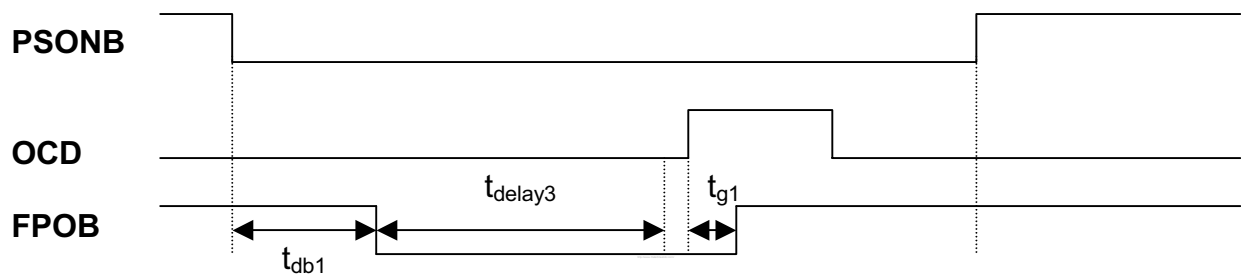 PSONB
OCD
t_delay3
t_g1
FPOB
t_db1